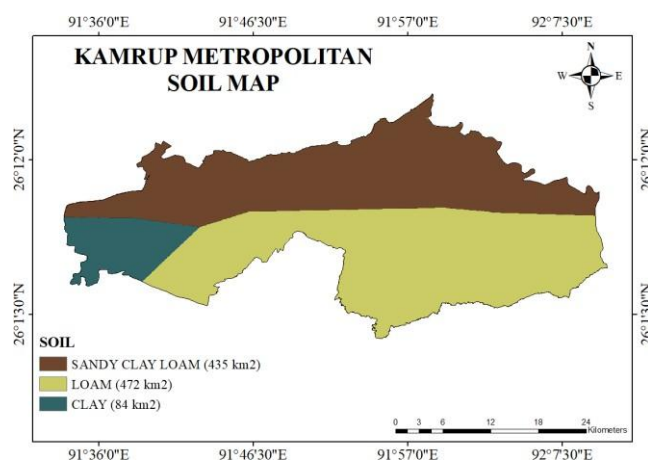 91°36'0"E 91°46'30"E 91°57'0"E 92°7'30"E
KAMRUP METROPOLITAN
SOIL MAP
N
W E
S
26°12'0"N 26°12'0"N
26°1'30"N 26°1'30"N
SOIL
SANDY CLAY LOAM (435 km2)
LOAM (472 km2)
CLAY (84 km2)
0 3 6 12 18 24
Kilometers
91°36'0"E 91°46'30"E 91°57'0"E 92°7'30"E